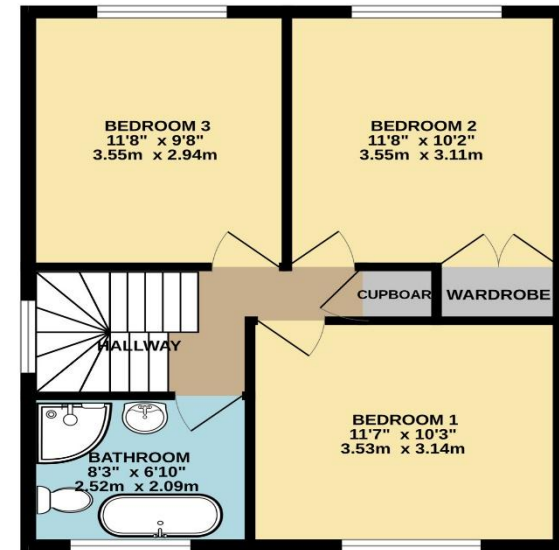 BEDROOM 3
11'8" x 9'8"
3.55m x 2.94m
BEDROOM 2
11'8" x 10'2"
3.55m x 3.11m
CUPBOAR
WARDROBE
HALLWAY
BEDROOM 1
11'7" x 10'3"
3.53m x 3.14m
BATHROOM
8'3" x 6'10"
2.52m x 2.09m